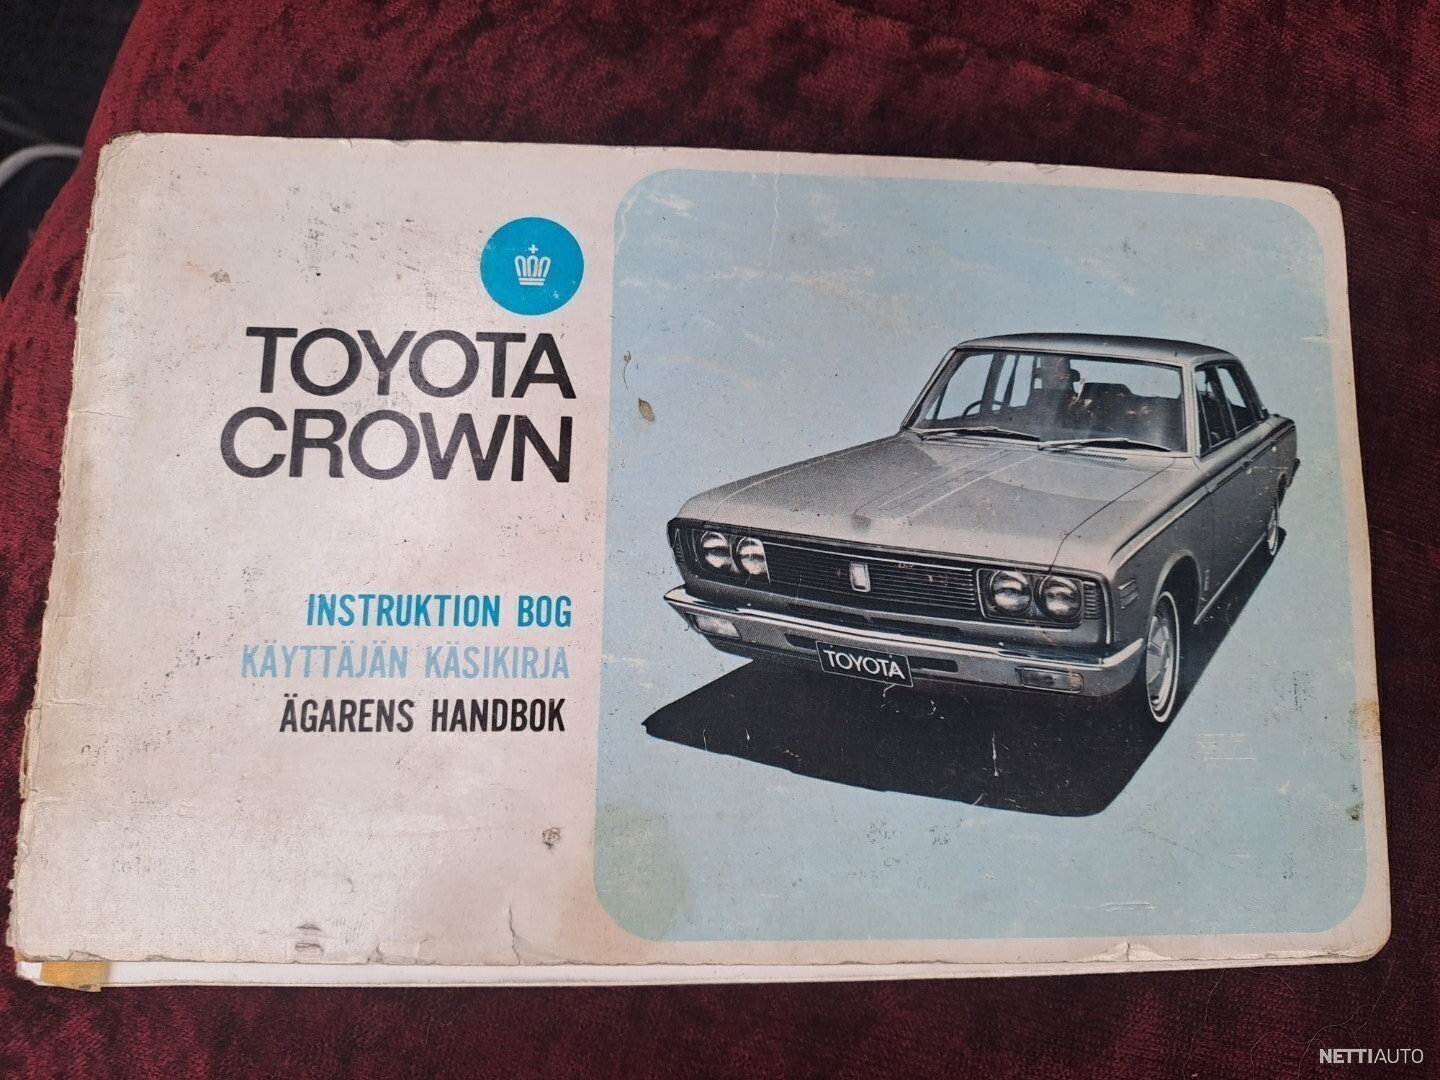 TOYOTA
CROWN
INSTRUKTION BOG
KÄYTTÄJÄN KÄSIKIRJA
ÄGARENS HANDBOK
TOYOTA
NETTIAUTO